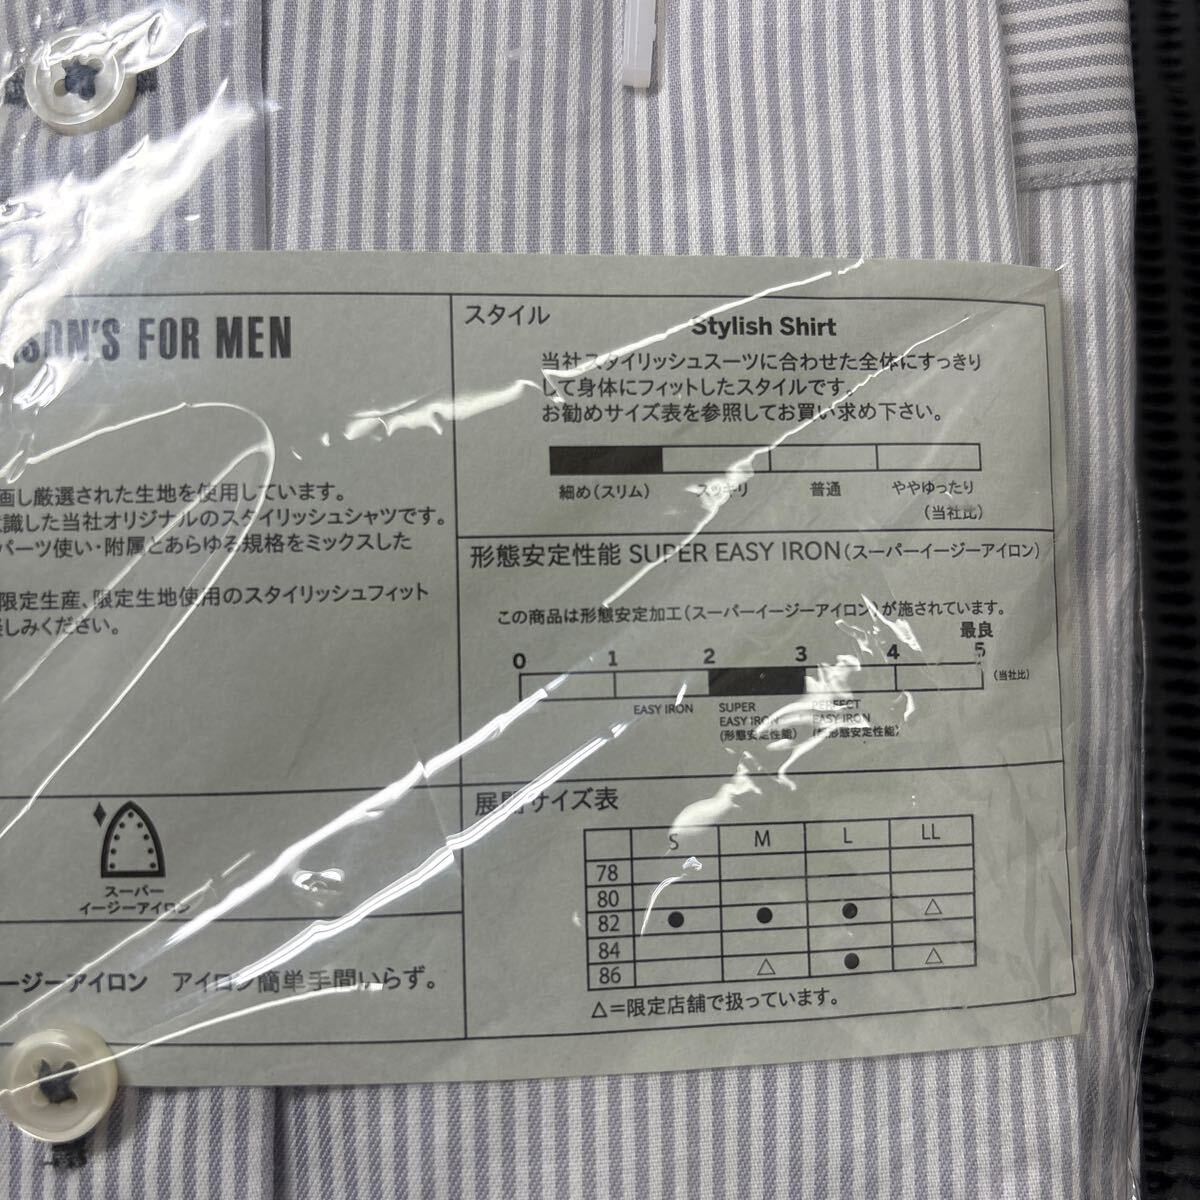 FOR MEN
画し厳選された生地を使用しています。
識した当社オリジナルのスタイリッシュシャツです。
パーツ使い・附属とあらゆる規格をミックスした
限定生産、限定生地使用のスタイリッシュフィット
しみください。
スーパー
イージーアイロン
ージーアイロン アイロン簡単手間いらず。
スタイル
Stylish Shirt
当社スタイリッシュスーツに合わせた全体にすっきり
して身体にフィットしたスタイルです。
お勧めサイズ表を参照してお買い求め下さい。
細め（スリム） スッキリ 普通 ややゆったり
（当社比）
形態安定性能 SUPER EASY IRON（スーパーイージーアイロン）
この商品は形態安定加工（スーパーイージーアイロン）が施されています。
最良
0 1 2 3 4 5
（当社比）
EASY IRON SUPER PERFECT
EASY IRON EASY IRON
（形態安定性能） 形態安定性能）
展開サイズ表
S M L LL
78
80
82 ● ● ● △
84
86 △ ● △
△＝限定店舗で扱っています。